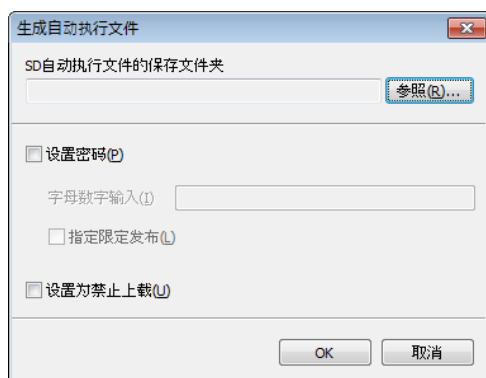 生成自动执行文件
SD自动执行文件的保存文件夹
参照(R)...
设置密码(P)
字母数字输入(I)
指定限定发布(L)
设置为禁止上载(U)
OK
取消